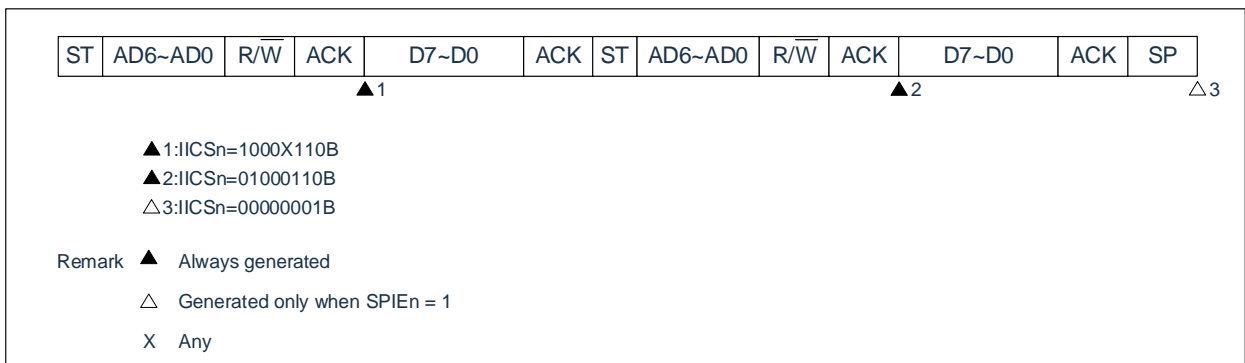 ST AD6~AD0 R/W̅ ACK D7~D0 ACK ST AD6~AD0 R/W̅ ACK D7~D0 ACK SP
▲1 ▲2 △3
▲1:IICSn=1000X110B
▲2:IICSn=01000110B
△3:IICSn=00000001B
Remark ▲ Always generated
△ Generated only when SPIEn = 1
X Any